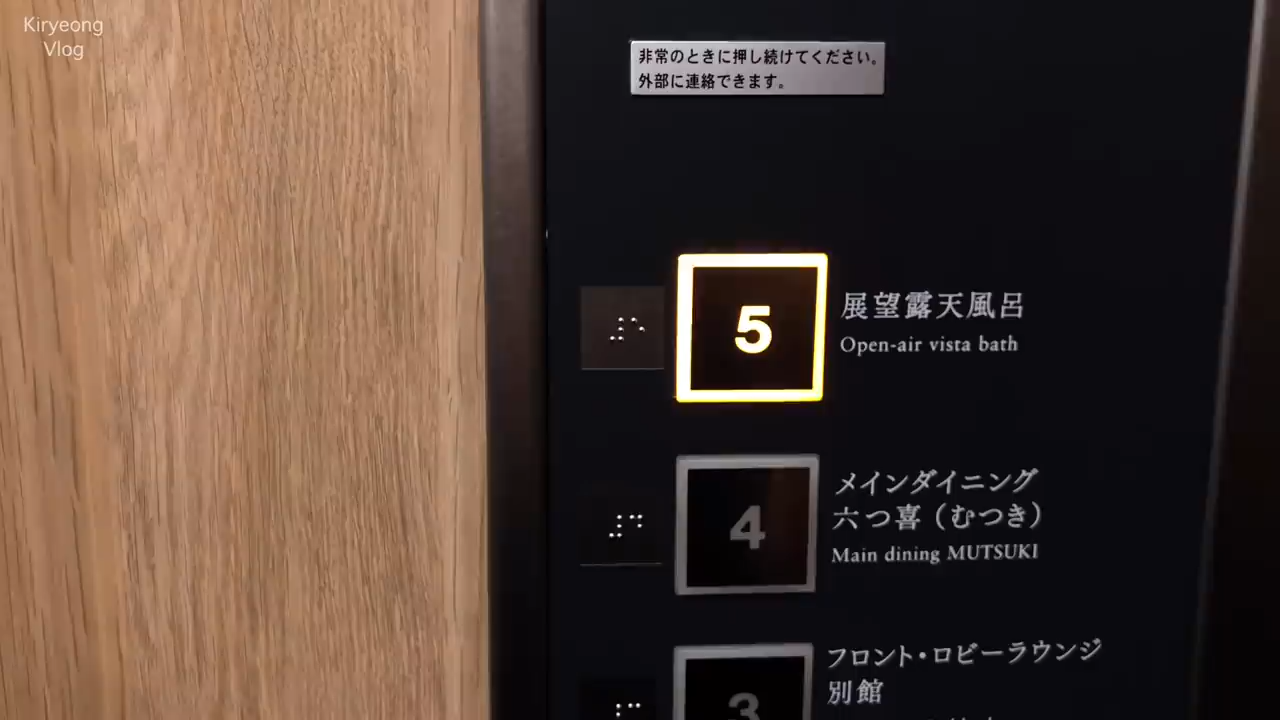 Kiryeong
Vlog
非常のときに押し続けてください。
外部に連絡できます。
5
展望露天風呂
Open-air vista bath
4
メインダイニング
六つ喜（むつき）
Main dining MUTSUKI
3
フロント・ロビーラウンジ
別館